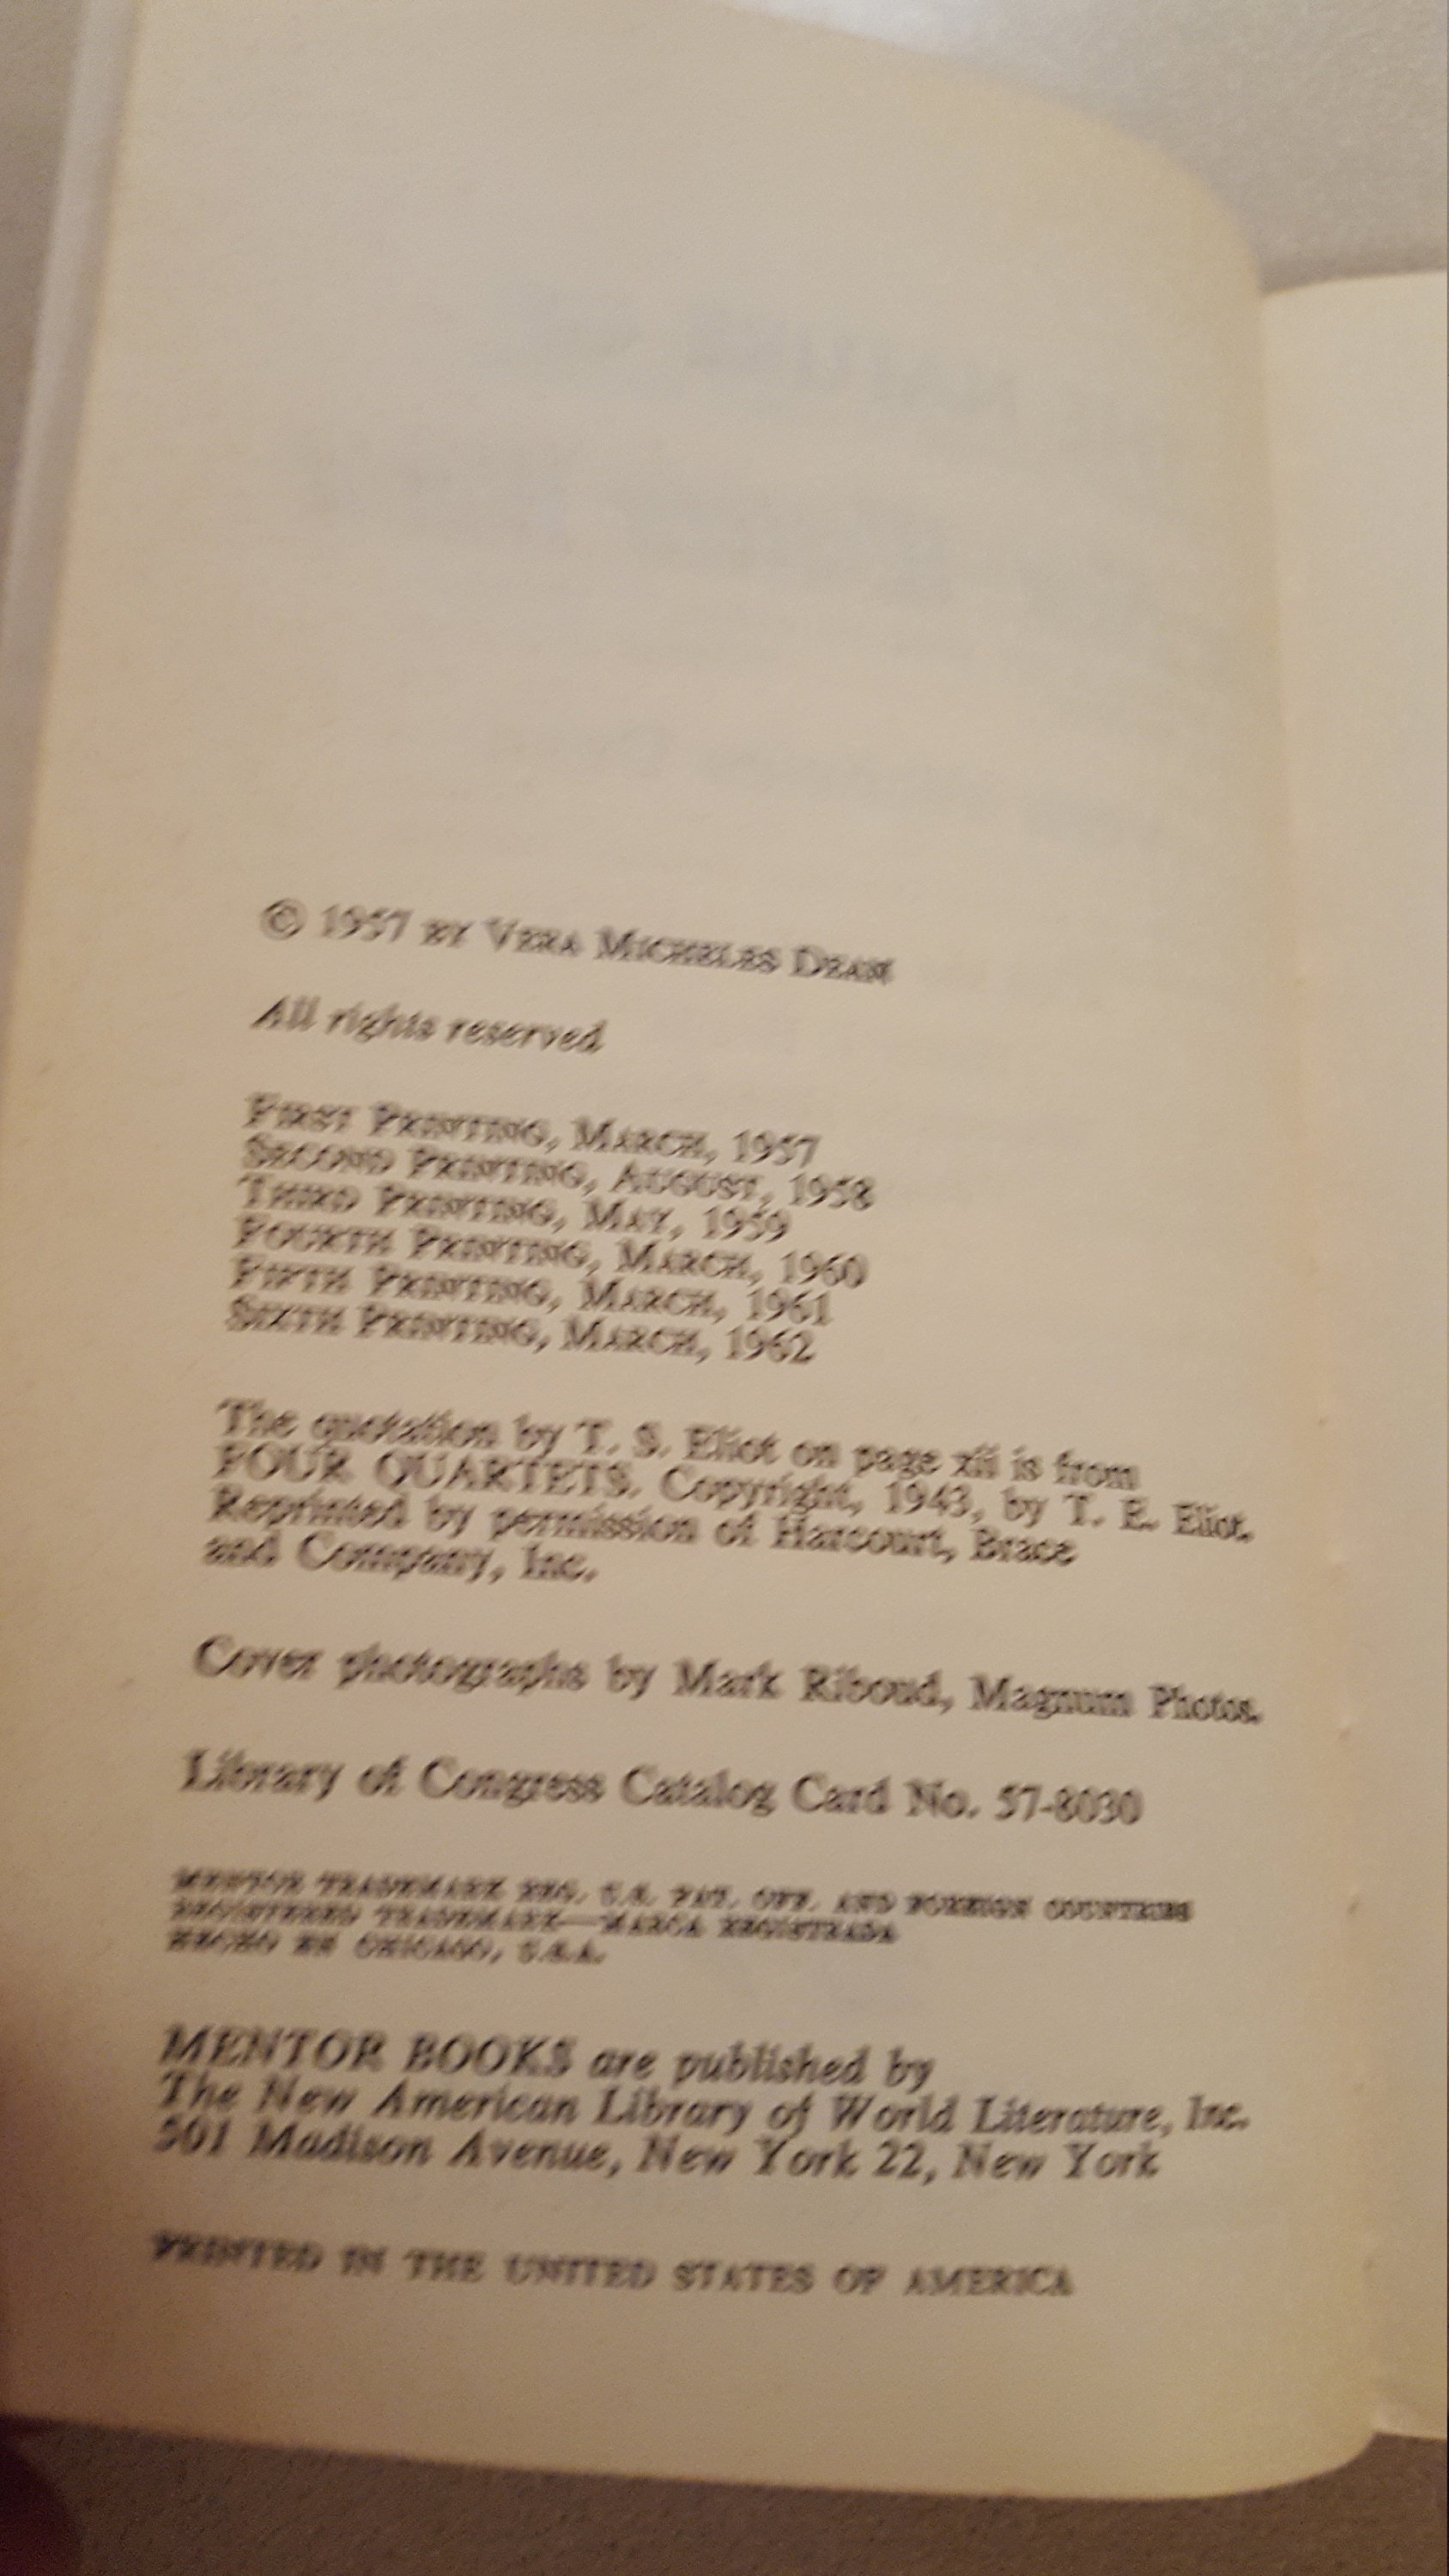 © 1957 BY VERA MICHELES DEAN
All rights reserved
FIRST PRINTING, MARCH, 1957
SECOND PRINTING, AUGUST, 1958
THIRD PRINTING, MAY, 1959
FOURTH PRINTING, MARCH, 1960
FIFTH PRINTING, MARCH, 1961
SIXTH PRINTING, MARCH, 1962
The quotation by T. S. Eliot on page xii is from
FOUR QUARTETS. Copyright, 1943, by T. E. Eliot.
Reprinted by permission of Harcourt, Brace
and Company, Inc.
Cover photographs by Mark Riboud, Magnum Photos.
Library of Congress Catalog Card No. 57-8030
MENTOR TRADEMARK REG. U.S. PAT. OFF. AND FOREIGN COUNTRIES
REGISTERED TRADEMARK—MARCA REGISTRADA
HECHO EN CHICAGO, U.S.A.
MENTOR BOOKS are published by
The New American Library of World Literature, Inc.
501 Madison Avenue, New York 22, New York
PRINTED IN THE UNITED STATES OF AMERICA